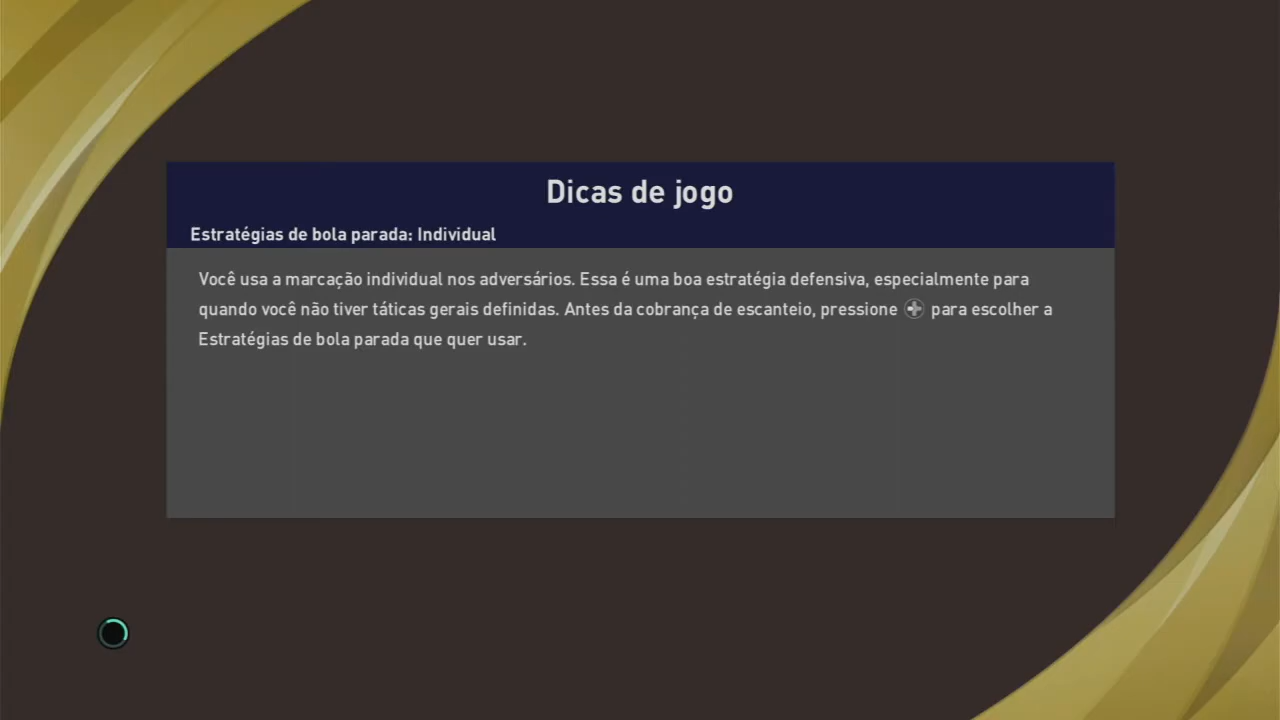 Dicas de jogo
Estratégias de bola parada: Individual
Você usa a marcação individual nos adversários. Essa é uma boa estratégia defensiva, especialmente para
quando você não tiver táticas gerais definidas. Antes da cobrança de escanteio, pressione para escolher a
Estratégias de bola parada que quer usar.